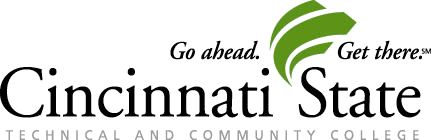 Go ahead. Get there.℠
Cincinnati State
TECHNICAL AND COMMUNITY COLLEGE